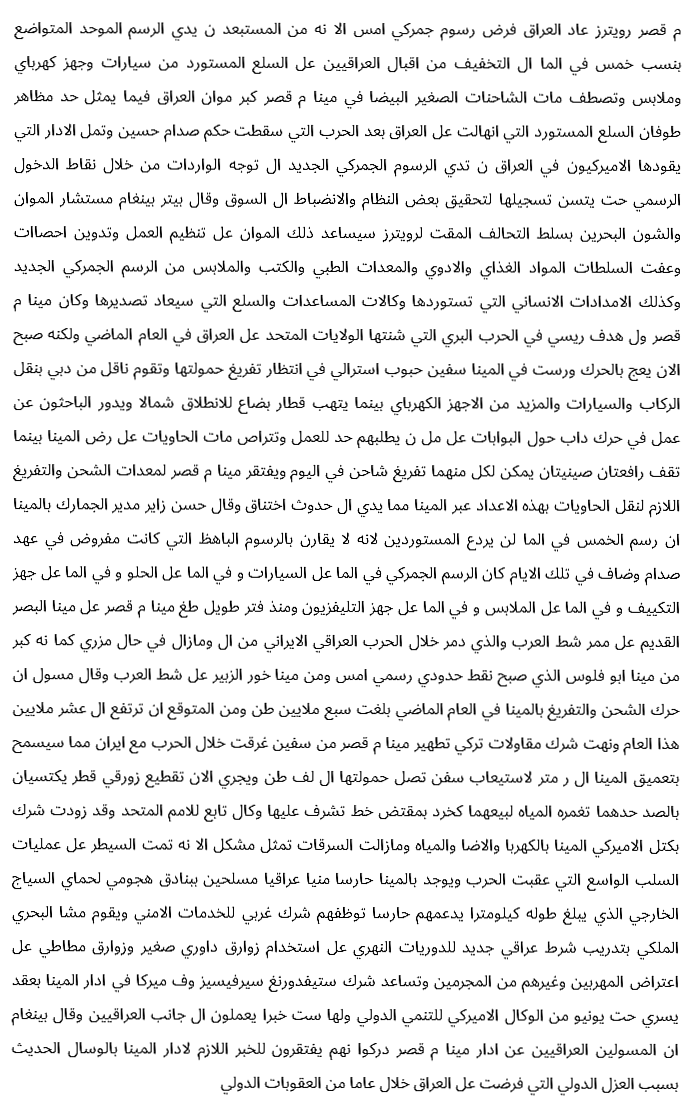 م قصر رويترز عاد العراق فرض رسوم جمركي امس الا نه من المستبعد ن يدي الرسم الموحد المتواضع
بنسب خمس في الما ال التخفيف من اقبال العراقيين عل السلع المستورد من سيارات وجهز كهرباي
وملابس وتصطف مات الشاحنات الصغير البيضا في مينا م قصر كبر موان العراق فيما يمثل حد مظاهر
طوفان السلع المستورد التي انهالت عل العراق بعد الحرب التي سقطت حكم صدام حسين وتمل الادار التي
يقودها الاميركيون في العراق ن تدي الرسوم الجمركي الجديد ال توجه الواردات من خلال نقاط الدخول
الرسمي حت يتسن تسجيلها لتحقيق بعض النظام والانضباط ال السوق وقال بيتر بينغام مستشار الموان
والشون البحرين بسلط التحالف المقت لرويترز سيساعد ذلك الموان عل تنظيم العمل وتدوين احصاات
وعفت السلطات المواد الغذاي والادوي والمعدات الطبي والكتب والملابس من الرسم الجمركي الجديد
وكذلك الامدادات الانساني التي تستوردها وكالات المساعدات والسلع التي سيعاد تصديرها وكان مينا م
قصر ول هدف ريسي في الحرب البري التي شنتها الولايات المتحد عل العراق في العام الماضي ولكنه صبح
الان يعج بالحرك ورست في المينا سفين حبوب استرالي في انتظار تفريغ حمولتها وتقوم ناقل من دبي بنقل
الركاب والسيارات والمزيد من الاجهز الكهرباي بينما يتهب قطار بضاع للانطلاق شمالا ويدور الباحثون عن
عمل في حرك داب حول البوابات عل مل ن يطلبهم حد للعمل وتتراص مات الحاويات عل رض المينا بينما
تقف رافعتان صينيتان يمكن لكل منهما تفريغ شاحن في اليوم ويفتقر مينا م قصر لمعدات الشحن والتفريغ
اللازم لنقل الحاويات بهذه الاعداد عبر المينا مما يدي ال حدوث اختناق وقال حسن زاير مدير الجمارك بالمينا
ان رسم الخمس في الما لن يردع المستوردين لانه لا يقارن بالرسوم الباهظ التي كانت مفروض في عهد
صدام وضاف في تلك الايام كان الرسم الجمركي في الما عل السيارات و في الما عل الحلو و في الما عل جهز
التكييف و في الما عل الملابس و في الما عل جهز التليفزيون ومنذ فتر طويل طغ مينا م قصر عل مينا البصر
القديم عل ممر شط العرب والذي دمر خلال الحرب العراقي الايراني من ال ومازال في حال مزري كما نه كبر
من مينا ابو فلوس الذي صبح نقط حدودي رسمي امس ومن مينا خور الزبير عل شط العرب وقال مسول ان
حرك الشحن والتفريغ بالمينا في العام الماضي بلغت سبع ملايين طن ومن المتوقع ان ترتفع ال عشر ملايين
هذا العام ونهت شرك مقاولات تركي تطهير مينا م قصر من سفين غرقت خلال الحرب مع ايران مما سيسمح
بتعميق المينا ال ر متر لاستيعاب سفن تصل حمولتها ال لف طن ويجري الان تقطيع زورقي قطر يكتسيان
بالصد حدهما تغمره المياه لبيعهما كخرد بمقتض خط تشرف عليها وكال تابع للامم المتحد وقد زودت شرك
بكتل الاميركي المينا بالكهربا والاضا والمياه ومازالت السرقات تمثل مشكل الا نه تمت السيطر عل عمليات
السلب الواسع التي عقبت الحرب ويوجد بالمينا حارسا منيا عراقيا مسلحين ببنادق هجومي لحماي السياج
الخارجي الذي يبلغ طوله كيلومترا يدعمهم حارسا توظفهم شرك غربي للخدمات الامني ويقوم مشا البحري
الملكي بتدريب شرط عراقي جديد للدوريات النهري عل استخدام زوارق داوري صغير وزوارق مطاطي عل
اعتراض المهربين وغيرهم من المجرمين وتساعد شرك ستيفدورنغ سيرفيسيز وف ميركا في ادار المينا بعقد
يسري حت يونيو من الوكال الاميركي للتنمي الدولي ولها ست خبرا يعملون ال جانب العراقيين وقال بينغام
ان المسولين العراقيين عن ادار مينا م قصر دركوا نهم يفتقرون للخبر اللازم لادار المينا بالوسال الحديث
بسبب العزل الدولي التي فرضت عل العراق خلال عاما من العقوبات الدولي